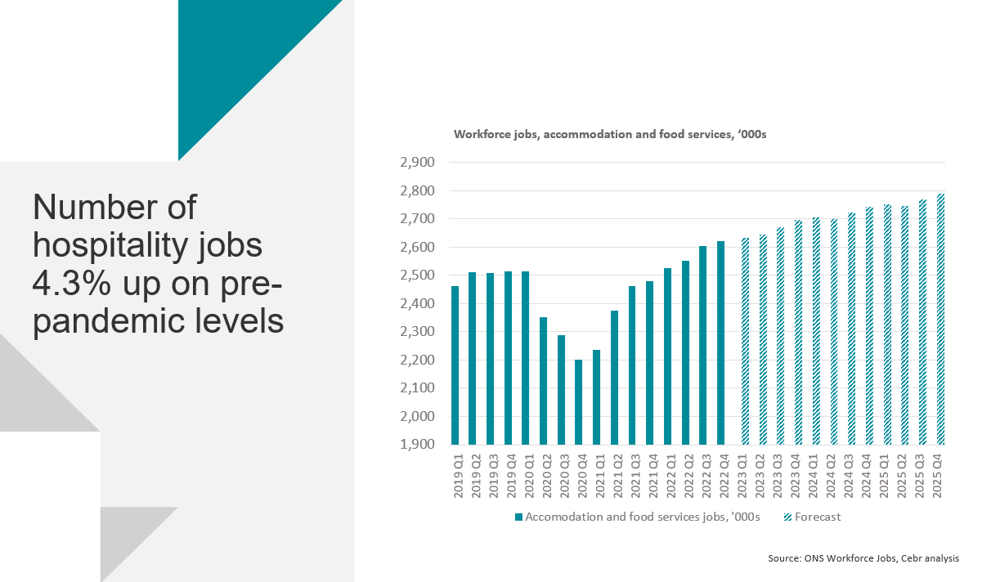 Number of
hospitality jobs
4.3% up on pre-
pandemic levels
Workforce jobs, accommodation and food services, ‘000s
2,900
2,800
2,700
2,600
2,500
2,400
2,300
2,200
2,100
2,000
1,900
2019 Q1
2019 Q2
2019 Q3
2019 Q4
2020 Q1
2020 Q2
2020 Q3
2020 Q4
2021 Q1
2021 Q2
2021 Q3
2021 Q4
2022 Q1
2022 Q2
2022 Q3
2022 Q4
2023 Q1
2023 Q2
2023 Q3
2023 Q4
2024 Q1
2024 Q2
2024 Q3
2024 Q4
2025 Q1
2025 Q2
2025 Q3
2025 Q4
Accomodation and food services jobs, '000s
Forecast
Source: ONS Workforce Jobs, Cebr analysis